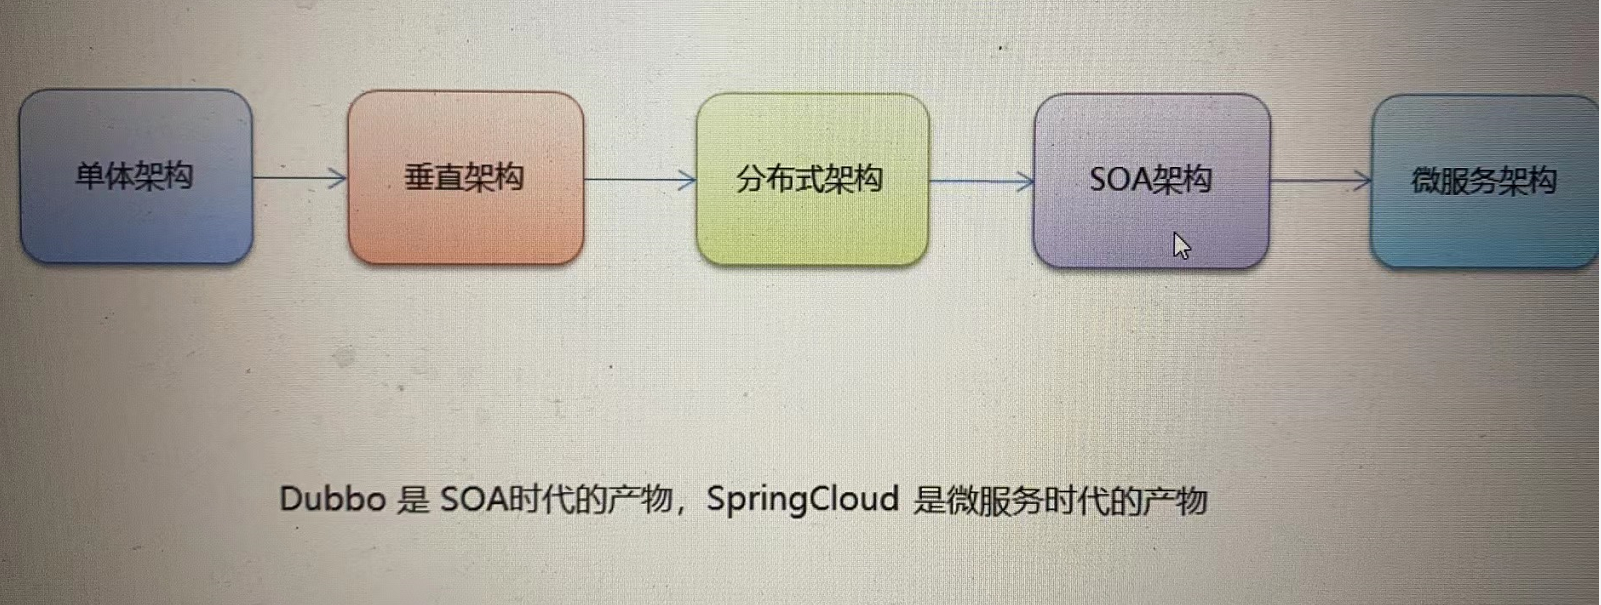 单体架构
垂直架构
分布式架构
SOA架构
微服务架构
Dubbo 是 SOA时代的产物，SpringCloud 是微服务时代的产物